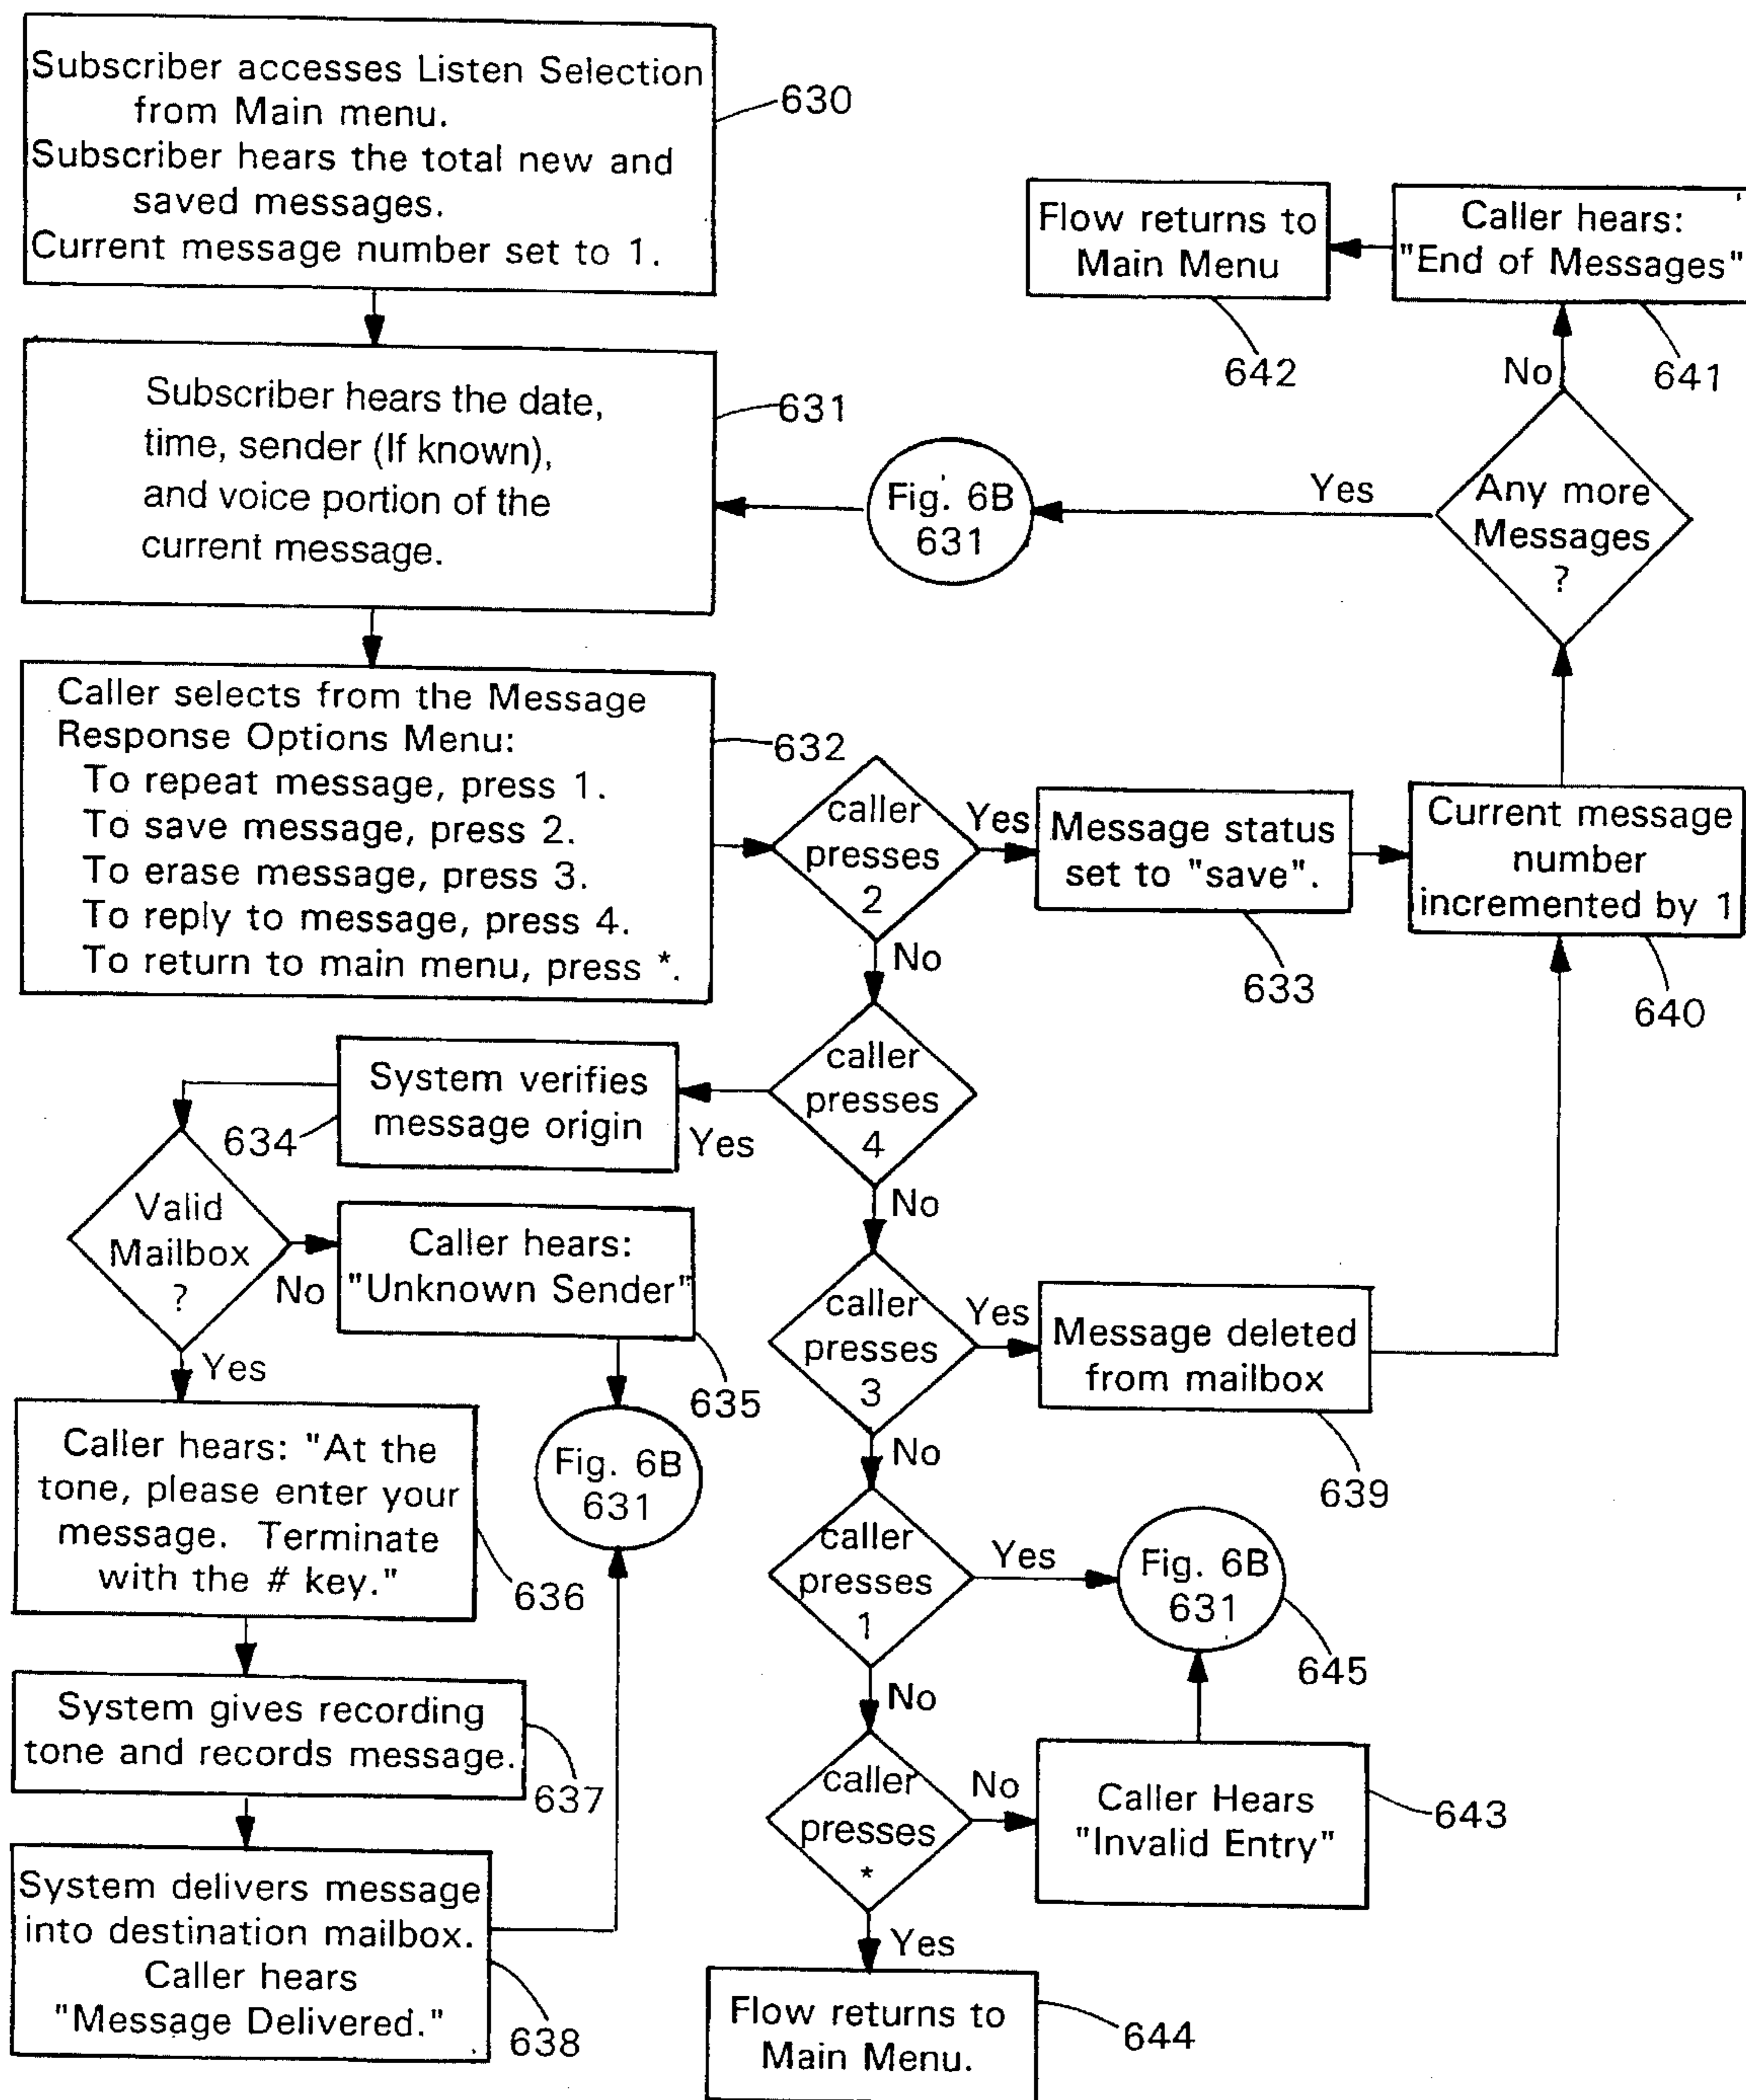 Subscriber accesses Listen Selection
from Main menu.
Subscriber hears the total new and
saved messages.
Current message number set to 1.
630
Subscriber hears the date,
time, sender (If known),
and voice portion of the
current message.
631
Fig. 6B
631
Yes
Any more
Messages
?
No
Caller hears:
"End of Messages"
641
Flow returns to
Main Menu
642
Caller selects from the Message
Response Options Menu:
To repeat message, press 1.
To save message, press 2.
To erase message, press 3.
To reply to message, press 4.
To return to main menu, press *.
632
caller
presses
2
Yes
Message status
set to "save".
633
Current message
number
incremented by 1
640
No
caller
presses
4
Yes
System verifies
message origin
634
Valid
Mailbox
?
No
Caller hears:
"Unknown Sender"
635
Fig. 6B
631
Yes
Caller hears: "At the
tone, please enter your
message. Terminate
with the # key."
636
System gives recording
tone and records message.
637
System delivers message
into destination mailbox.
Caller hears
"Message Delivered."
638
No
caller
presses
3
Yes
Message deleted
from mailbox
639
No
caller
presses
1
Yes
Fig. 6B
631
645
No
caller
presses
*
No
Caller Hears
"Invalid Entry"
643
Yes
Flow returns to
Main Menu.
644